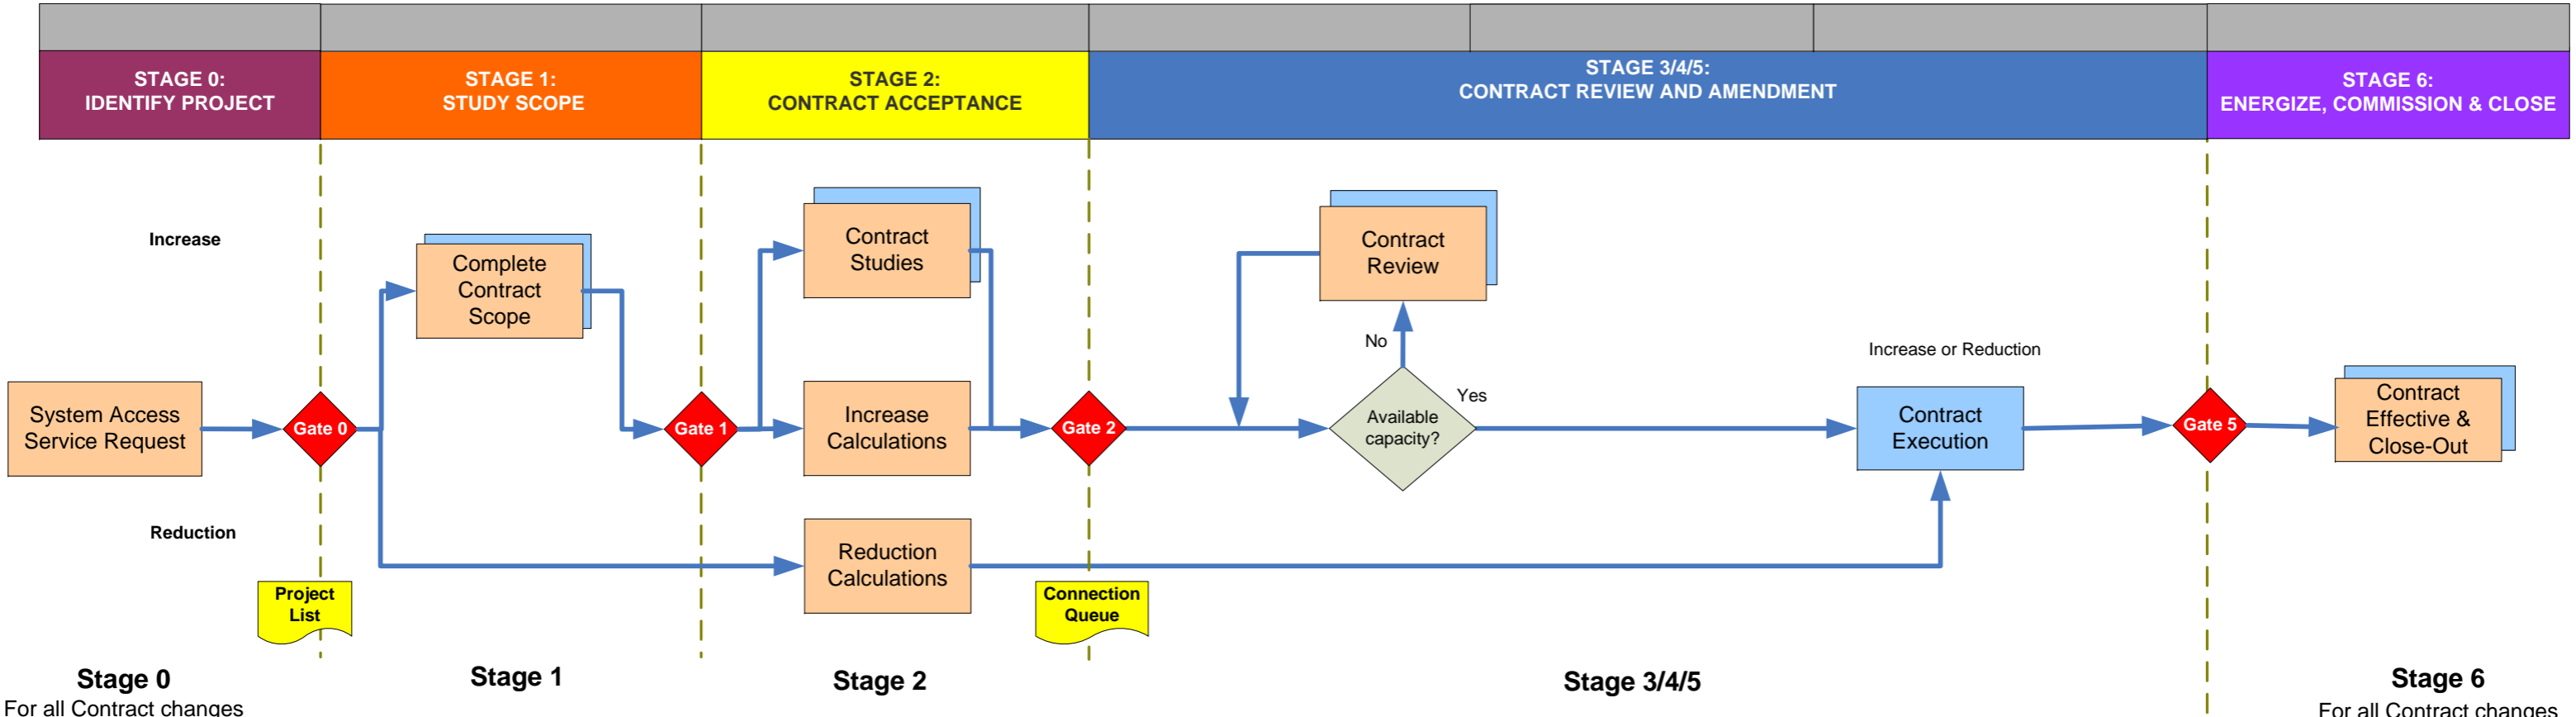 STAGE 0:
IDENTIFY PROJECT
STAGE 1:
STUDY SCOPE
STAGE 2:
CONTRACT ACCEPTANCE
STAGE 3/4/5:
CONTRACT REVIEW AND AMENDMENT
STAGE 6:
ENERGIZE, COMMISSION & CLOSE
Increase
System Access
Service Request
Reduction
Gate 0
Project
List
Complete
Contract
Scope
Gate 1
Contract
Studies
Increase
Calculations
Reduction
Calculations
Gate 2
Connection
Queue
Contract
Review
No
Available
capacity?
Yes
Increase or Reduction
Contract
Execution
Gate 5
Contract
Effective &
Close-Out
Stage 0
For all Contract changes
Stage 1
Stage 2
Stage 3/4/5
Stage 6
For all Contract changes